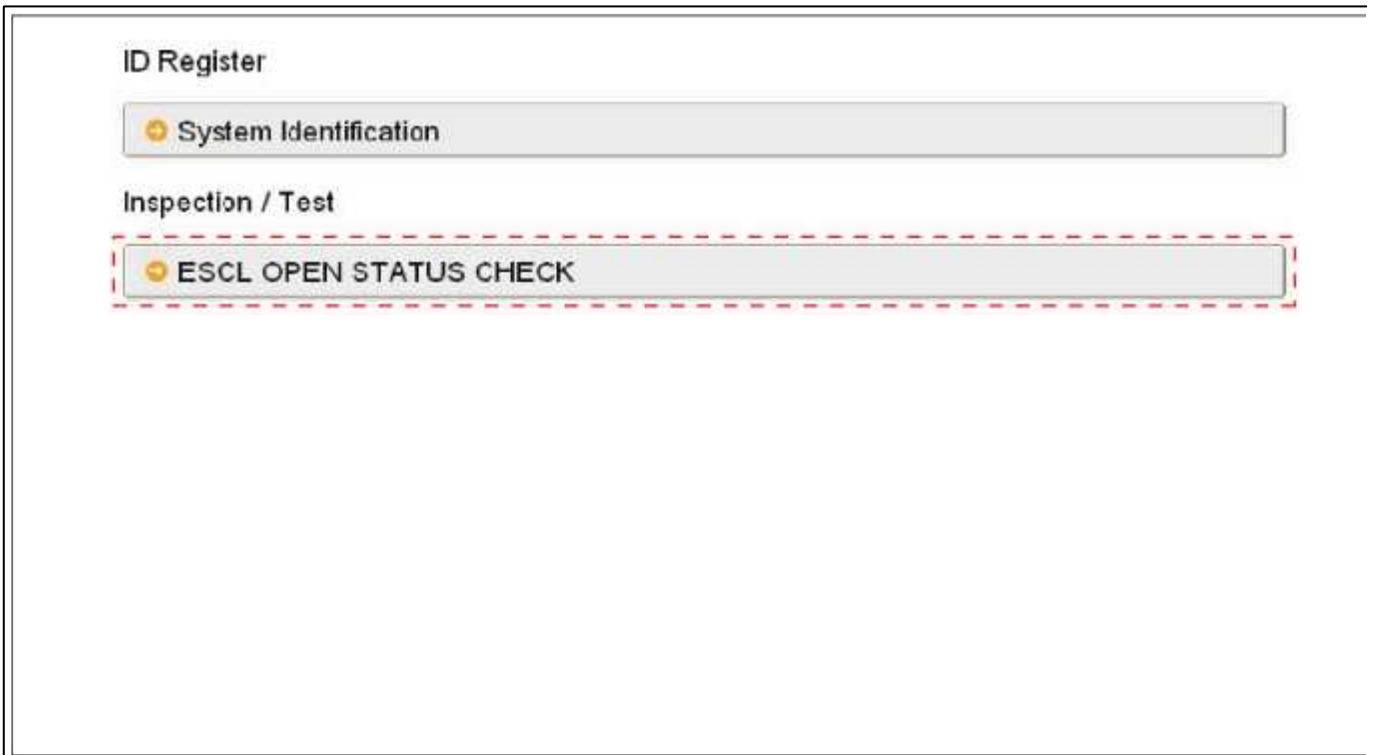 ID Register
System Identification
Inspection / Test
ESCL OPEN STATUS CHECK